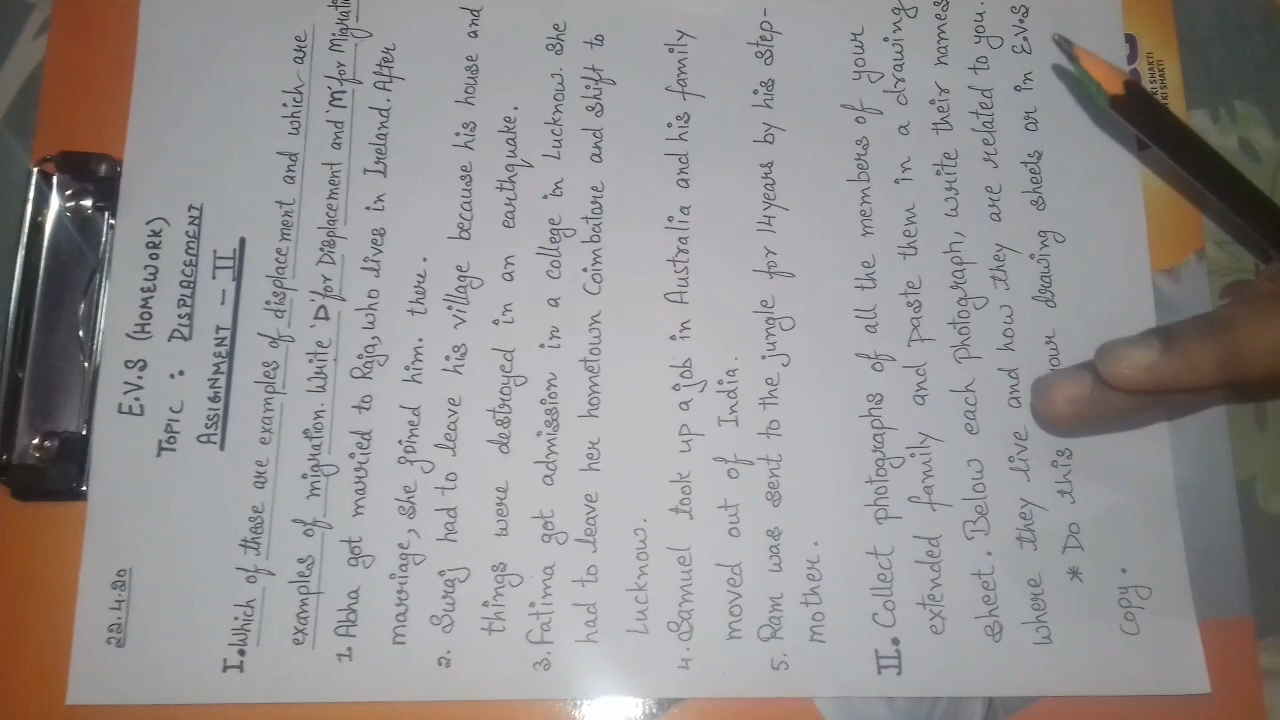 22.4.20
E.V.S (HOMEWORK)
TOPIC : DISPLACEMENT
ASSIGNMENT - II
I. Which of these are examples of displacement and which are
examples of migration. Write 'D' for Displacement and 'M' for Migration
1. Abha got married to Raja, who lives in Ireland. After
marriage, she joined him. there.
2. Suraj had to leave his village because his house and
things were destroyed in an earthquake.
3. Fatima got admission in a college in Lucknow. She
had to leave her hometown Coimbatore and shift to
Lucknow.
4. Samuel took up a job in Australia and his family
moved out of India.
5. Ram was sent to the jungle for 14 years by his step-
mother.
II. Collect photographs of all the members of your
extended family and paste them in a drawing
sheet. Below each photograph, write their names
where they live and how they are related to you.
* Do this your drawing sheets or in E.V.S
copy.
KI SHAKTI
KI SHAKTI